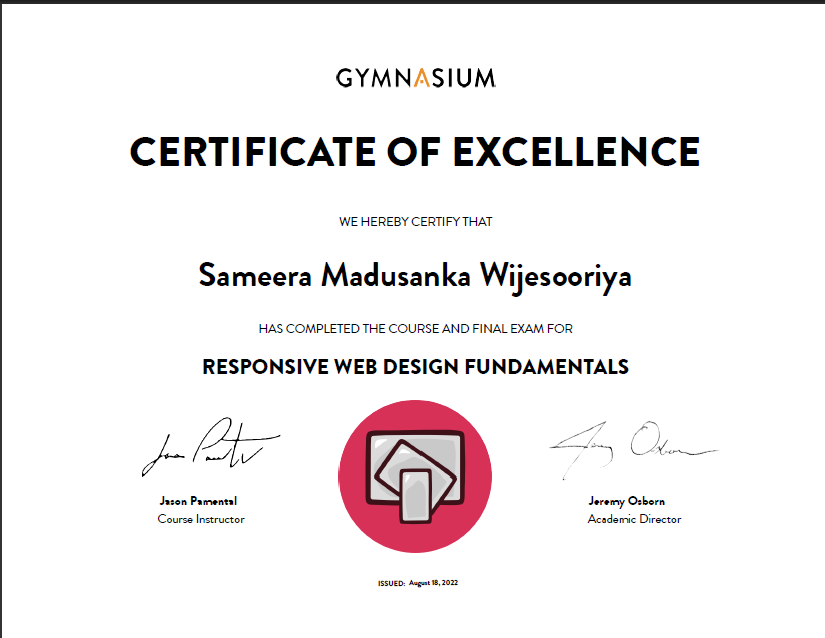 GYMNASIUM
CERTIFICATE OF EXCELLENCE
WE HEREBY CERTIFY THAT
Sameera Madusanka Wijesooriya
HAS COMPLETED THE COURSE AND FINAL EXAM FOR
RESPONSIVE WEB DESIGN FUNDAMENTALS
Jason Pamental
Course Instructor
Jeremy Osborn
Academic Director
ISSUED: August 18, 2022